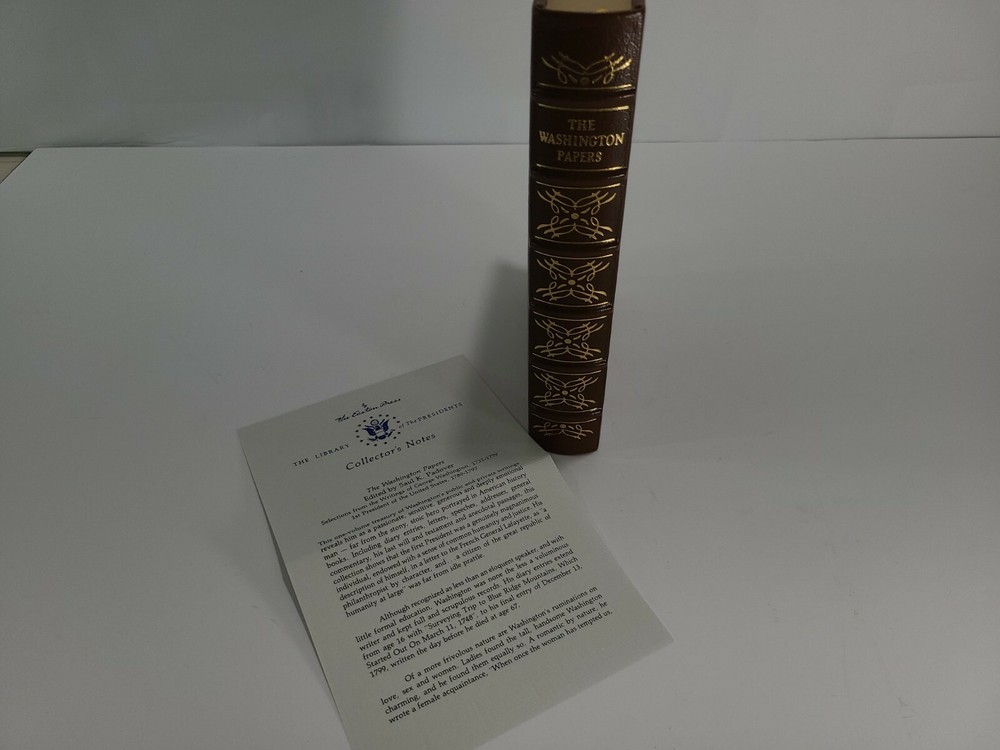 THE
WASHINGTON
PAPERS
The Easton Press
THE LIBRARY of The PRESIDENTS
Collector's Notes
The Washington Papers
Edited by Saul K. Padover
Selections from the Writings of George Washington, 1732-1799
1st President of the United States, 1789-1797
This one-volume treasury of Washington's public and private writings
reveals him as a passionate, sensitive, generous and deeply emotional
man — far from the stony, stoic hero portrayed in American history
books. Including diary entries, letters, speeches, addresses, general
commentary, his last will and testament and anecdotal passages, this
collection shows that the first President was a genuinely magnanimous
individual, endowed with a sense of common humanity and justice. His
description of himself, in a letter to the French General Lafayette, as "a
philanthropist by character, and . . . a citizen of the great republic of
humanity at large" was far from idle prattle.
Although recognized as less than an eloquent speaker, and with
little formal education, Washington was none the less a voluminous
writer and kept full and scrupulous records. His diary entries extend
from age 16 with "Surveying Trip to Blue Ridge Mountains, Which
Started Out On March 11, 1748", to his final entry of December 13,
1799, written the day before he died at age 67.
Of a more frivolous nature are Washington's ruminations on
love, sex and women. Ladies found the tall, handsome Washington
charming, and he found them equally so. A romantic by nature, he
wrote a female acquaintance, "When once the woman has tempted us,